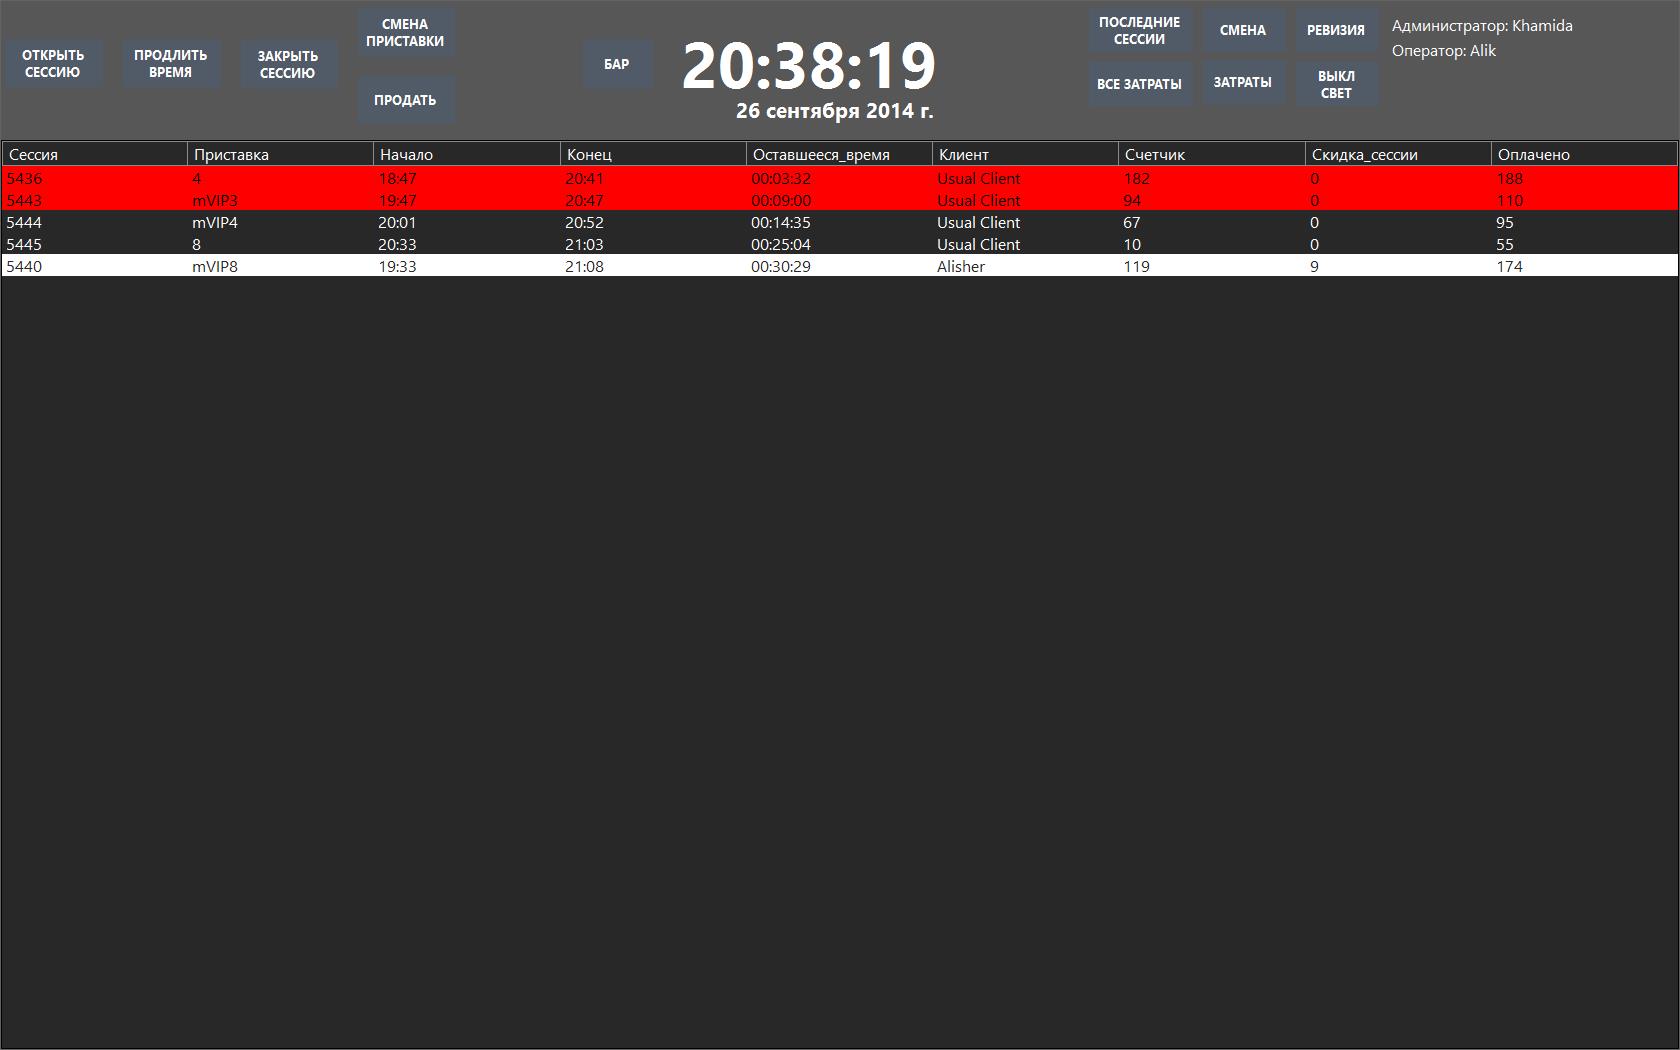 ОТКРЫТЬ
СЕССИЮ
ПРОДЛИТЬ
ВРЕМЯ
ЗАКРЫТЬ
СЕССИЮ
СМЕНА
ПРИСТАВКИ
ПРОДАТЬ
БАР
20:38:19
26 сентября 2014 г.
ПОСЛЕДНИЕ
СЕССИИ
СМЕНА
РЕВИЗИЯ
ВСЕ ЗАТРАТЫ
ЗАТРАТЫ
ВЫКЛ
СВЕТ
Администратор: Khamida
Оператор: Alik
Сессия Приставка Начало Конец Оставшееся_время Клиент Счетчик Скидка_сессии Оплачено
5436 4 18:47 20:41 00:03:32 Usual Client 182 0 188
5443 mVIP3 19:47 20:47 00:09:00 Usual Client 94 0 110
5444 mVIP4 20:01 20:52 00:14:35 Usual Client 67 0 95
5445 8 20:33 21:03 00:25:04 Usual Client 10 0 55
5440 mVIP8 19:33 21:08 00:30:29 Alisher 119 9 174